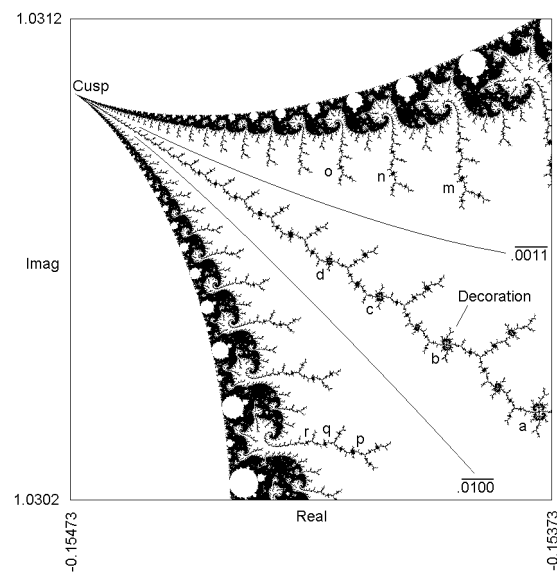 1.0312
Cusp
o
n
m
.0011
Imag
d
c
Decoration
b
a
r
q
p
1.0302
.0100
Real
-0.15473
-0.15373